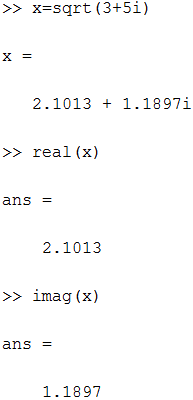 >> x=sqrt(3+5i)
x =
2.1013 + 1.1897i
>> real(x)
ans =
2.1013
>> imag(x)
ans =
1.1897